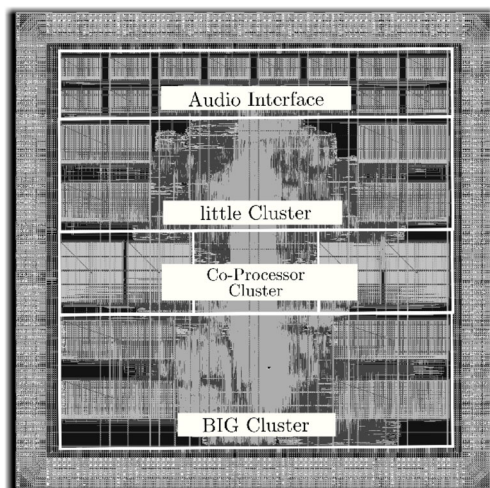 Audio Interface
little Cluster
Co-Processor
Cluster
BIG Cluster